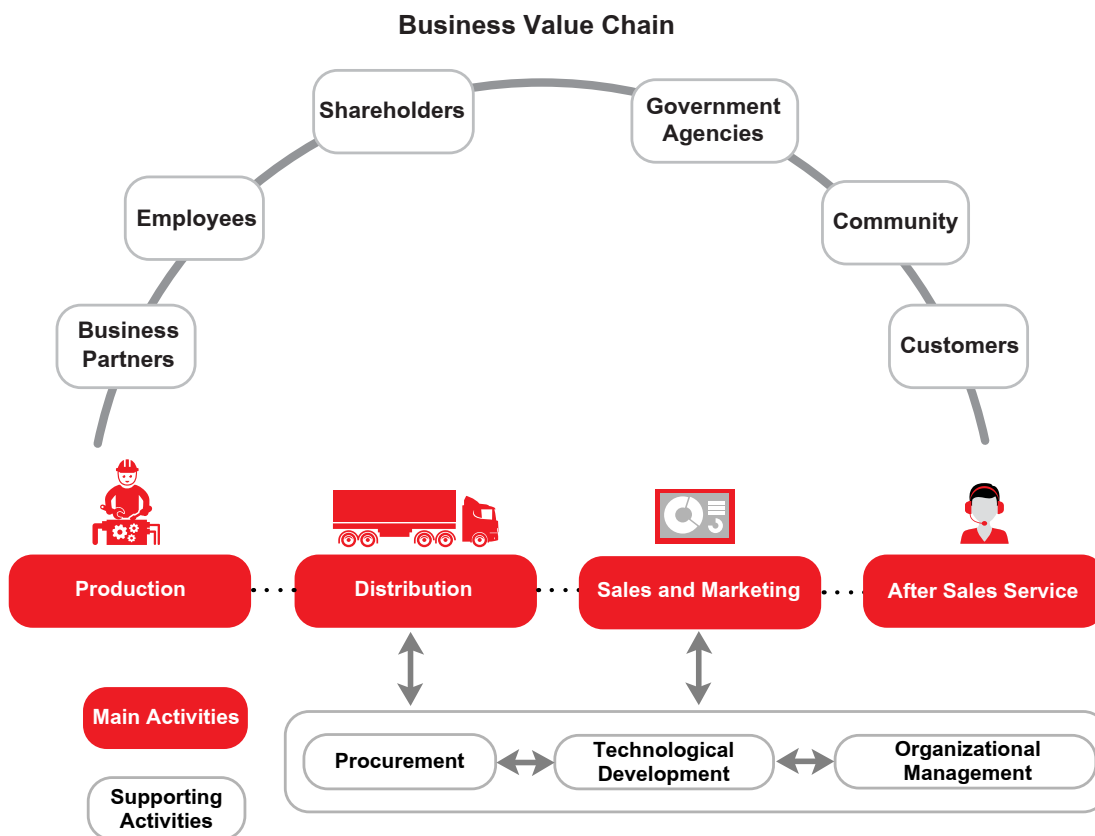 Business Value Chain
Shareholders
Government
Agencies
Employees
Community
Business
Partners
Customers
Production
Distribution
Sales and Marketing
After Sales Service
Main Activities
Procurement
Technological
Development
Organizational
Management
Supporting
Activities